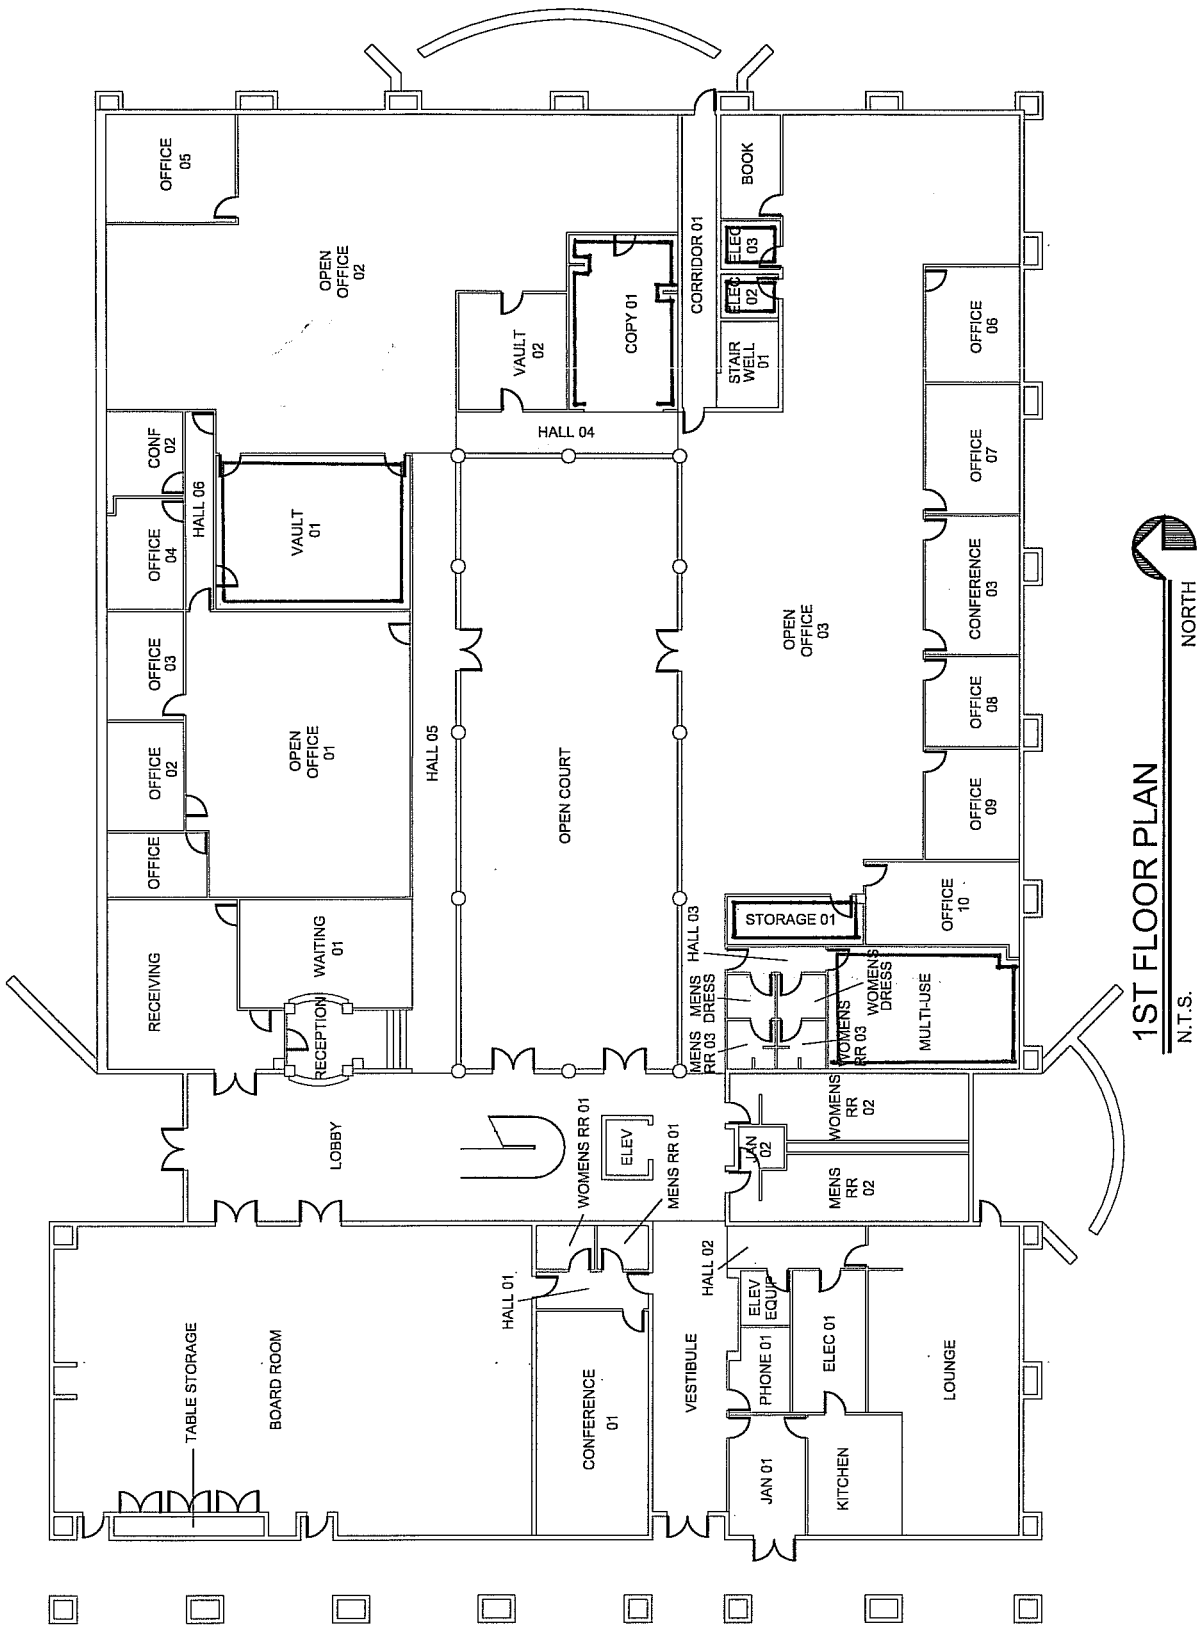 OFFICE
05
OPEN
OFFICE
02
BOOK
ELEC
03
ELEC
02
CORRIDOR 01
STAIR
WELL
01
COPY 01
VAULT
02
HALL 04
CONF
02
HALL 06
OFFICE
04
VAULT
01
OFFICE
03
OFFICE
02
OFFICE
OPEN
OFFICE
01
HALL 05
OPEN COURT
OPEN
OFFICE
03
OFFICE
06
OFFICE
07
CONFERENCE
03
OFFICE
08
OFFICE
09
OFFICE
10
STORAGE 01
HALL 03
MENS
DRESS
WOMENS
DRESS
MENS
RR 03
WOMENS
RR 03
MULTI-USE
RECEIVING
WAITING
01
RECEPTION
LOBBY
ELEV
WOMENS RR 01
MENS RR 01
JAN
02
WOMENS
RR
02
MENS
RR
02
HALL 01
HALL 02
ELEV
EQUIP
PHONE 01
ELEC 01
LOUNGE
TABLE STORAGE
BOARD ROOM
CONFERENCE
01
VESTIBULE
JAN 01
KITCHEN
1ST FLOOR PLAN
N.T.S.
NORTH